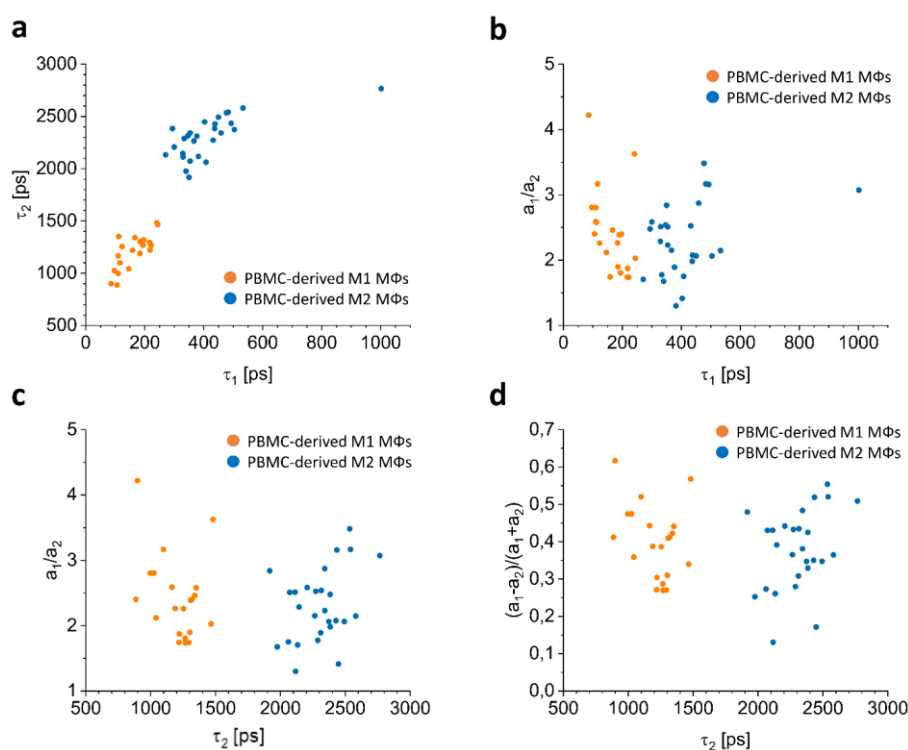 a
3000
2500
2000
1500
1000
500
τ2 [ps]
PBMC-derived M1 MΦs
PBMC-derived M2 MΦs
0 200 400 600 800 1000
τ1 [ps]
b
5
4
3
2
1
a1/a2
PBMC-derived M1 MΦs
PBMC-derived M2 MΦs
0 200 400 600 800 1000
τ1 [ps]
c
5
4
3
2
1
a1/a2
PBMC-derived M1 MΦs
PBMC-derived M2 MΦs
500 1000 1500 2000 2500 3000
τ2 [ps]
d
0,7
0,6
0,5
0,4
0,3
0,2
0,1
0,0
(a1-a2)/(a1+a2)
PBMC-derived M1 MΦs
PBMC-derived M2 MΦs
500 1000 1500 2000 2500 3000
τ2 [ps]